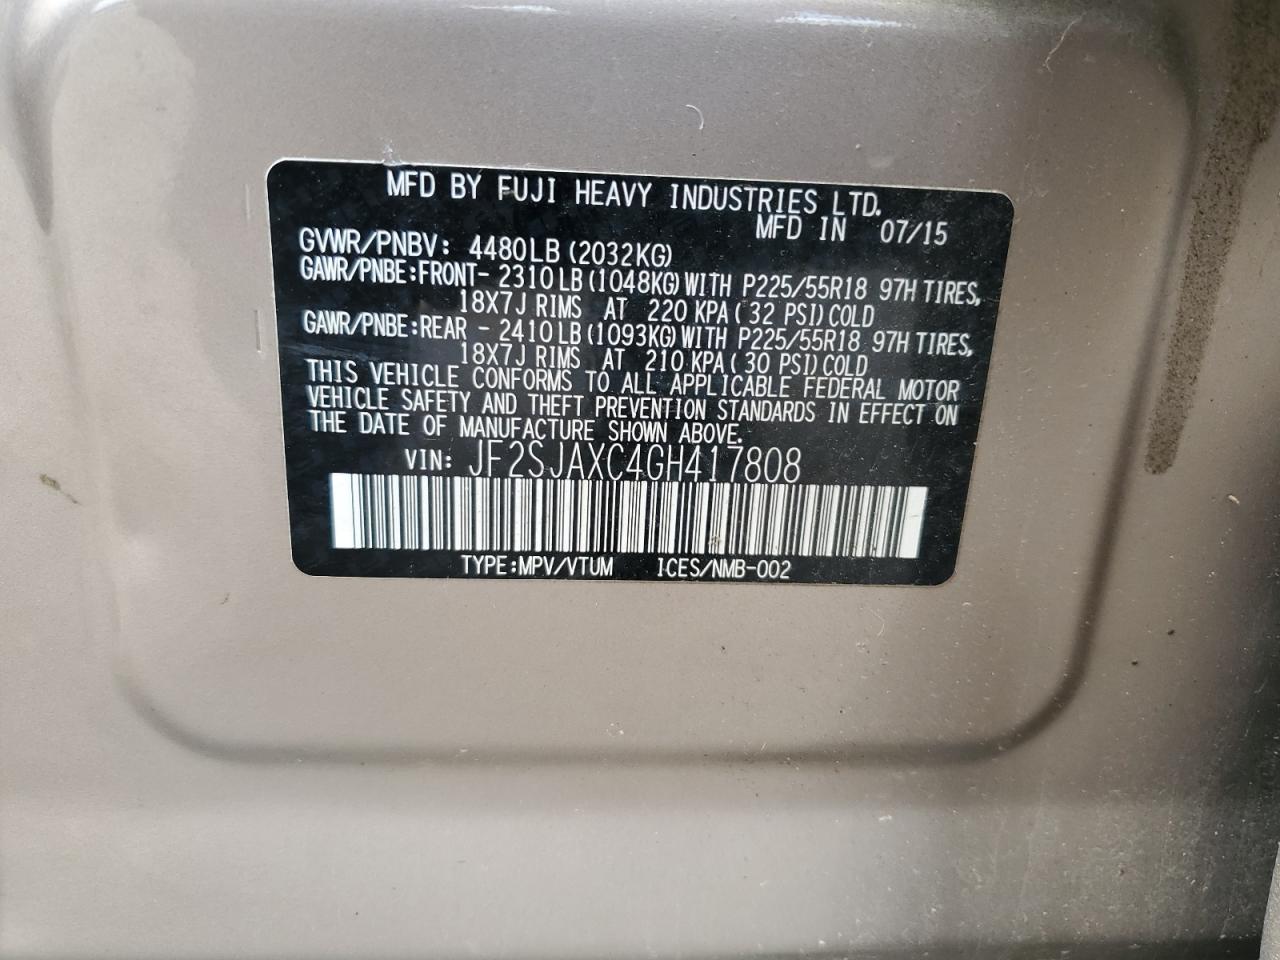 MFD BY FUJI HEAVY INDUSTRIES LTD.
MFD IN 07/15
GVWR/PNBV: 4480LB (2032KG)
GAWR/PNBE:FRONT- 2310LB (1048KG) WITH P225/55R18 97H TIRES,
18X7J RIMS AT 220 KPA (32 PSI) COLD
GAWR/PNBE:REAR - 2410LB (1093KG) WITH P225/55R18 97H TIRES,
18X7J RIMS AT 210 KPA (30 PSI) COLD
THIS VEHICLE CONFORMS TO ALL APPLICABLE FEDERAL MOTOR
VEHICLE SAFETY AND THEFT PREVENTION STANDARDS IN EFFECT ON
THE DATE OF MANUFACTURE SHOWN ABOVE.
VIN: JF2SJAXC4GH417808
TYPE:MPV/VTUM ICES/NMB-002